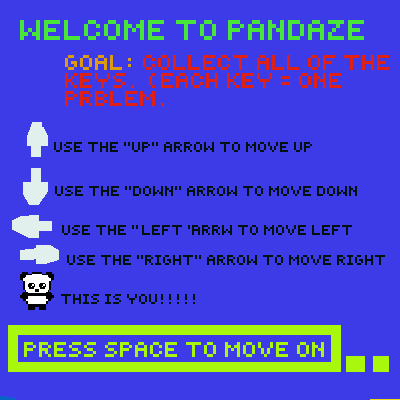 WELCOME TO PANDAZE
GOAL: COLLECT ALL OF THE
KEYS. (EACH KEY = ONE
PRBLEM.
USE THE "UP" ARROW TO MOVE UP
USE THE "DOWN" ARROW TO MOVE DOWN
USE THE "LEFT 'ARRW TO MOVE LEFT
USE THE "RIGHT" ARROW TO MOVE RIGHT
THIS IS YOU!!!!!
PRESS SPACE TO MOVE ON